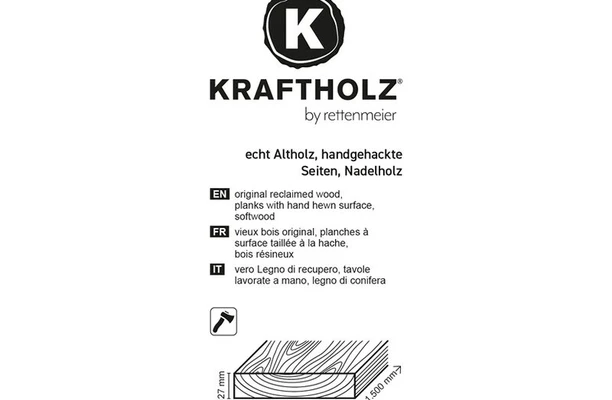 K
KRAFTHOLZ®
by rettenmeier
echt Altholz, handgehackte
Seiten, Nadelholz
EN original reclaimed wood,
planks with hand hewn surface,
softwood
FR vieux bois original, planches à
surface taillée à la hache,
bois résineux
IT vero Legno di recupero, tavole
lavorate a mano, legno di conifera
27 mm
1.500 mm